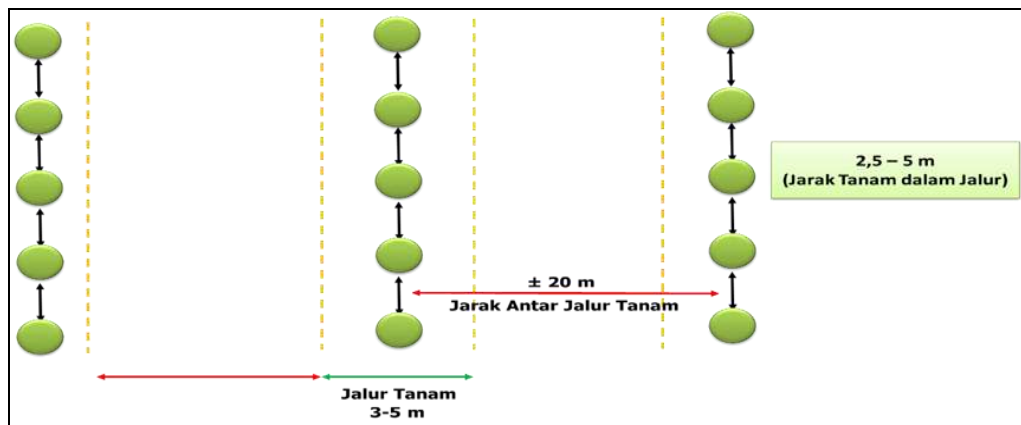 2,5 – 5 m
(Jarak Tanam dalam Jalur)
± 20 m
Jarak Antar Jalur Tanam
Jalur Tanam
3-5 m